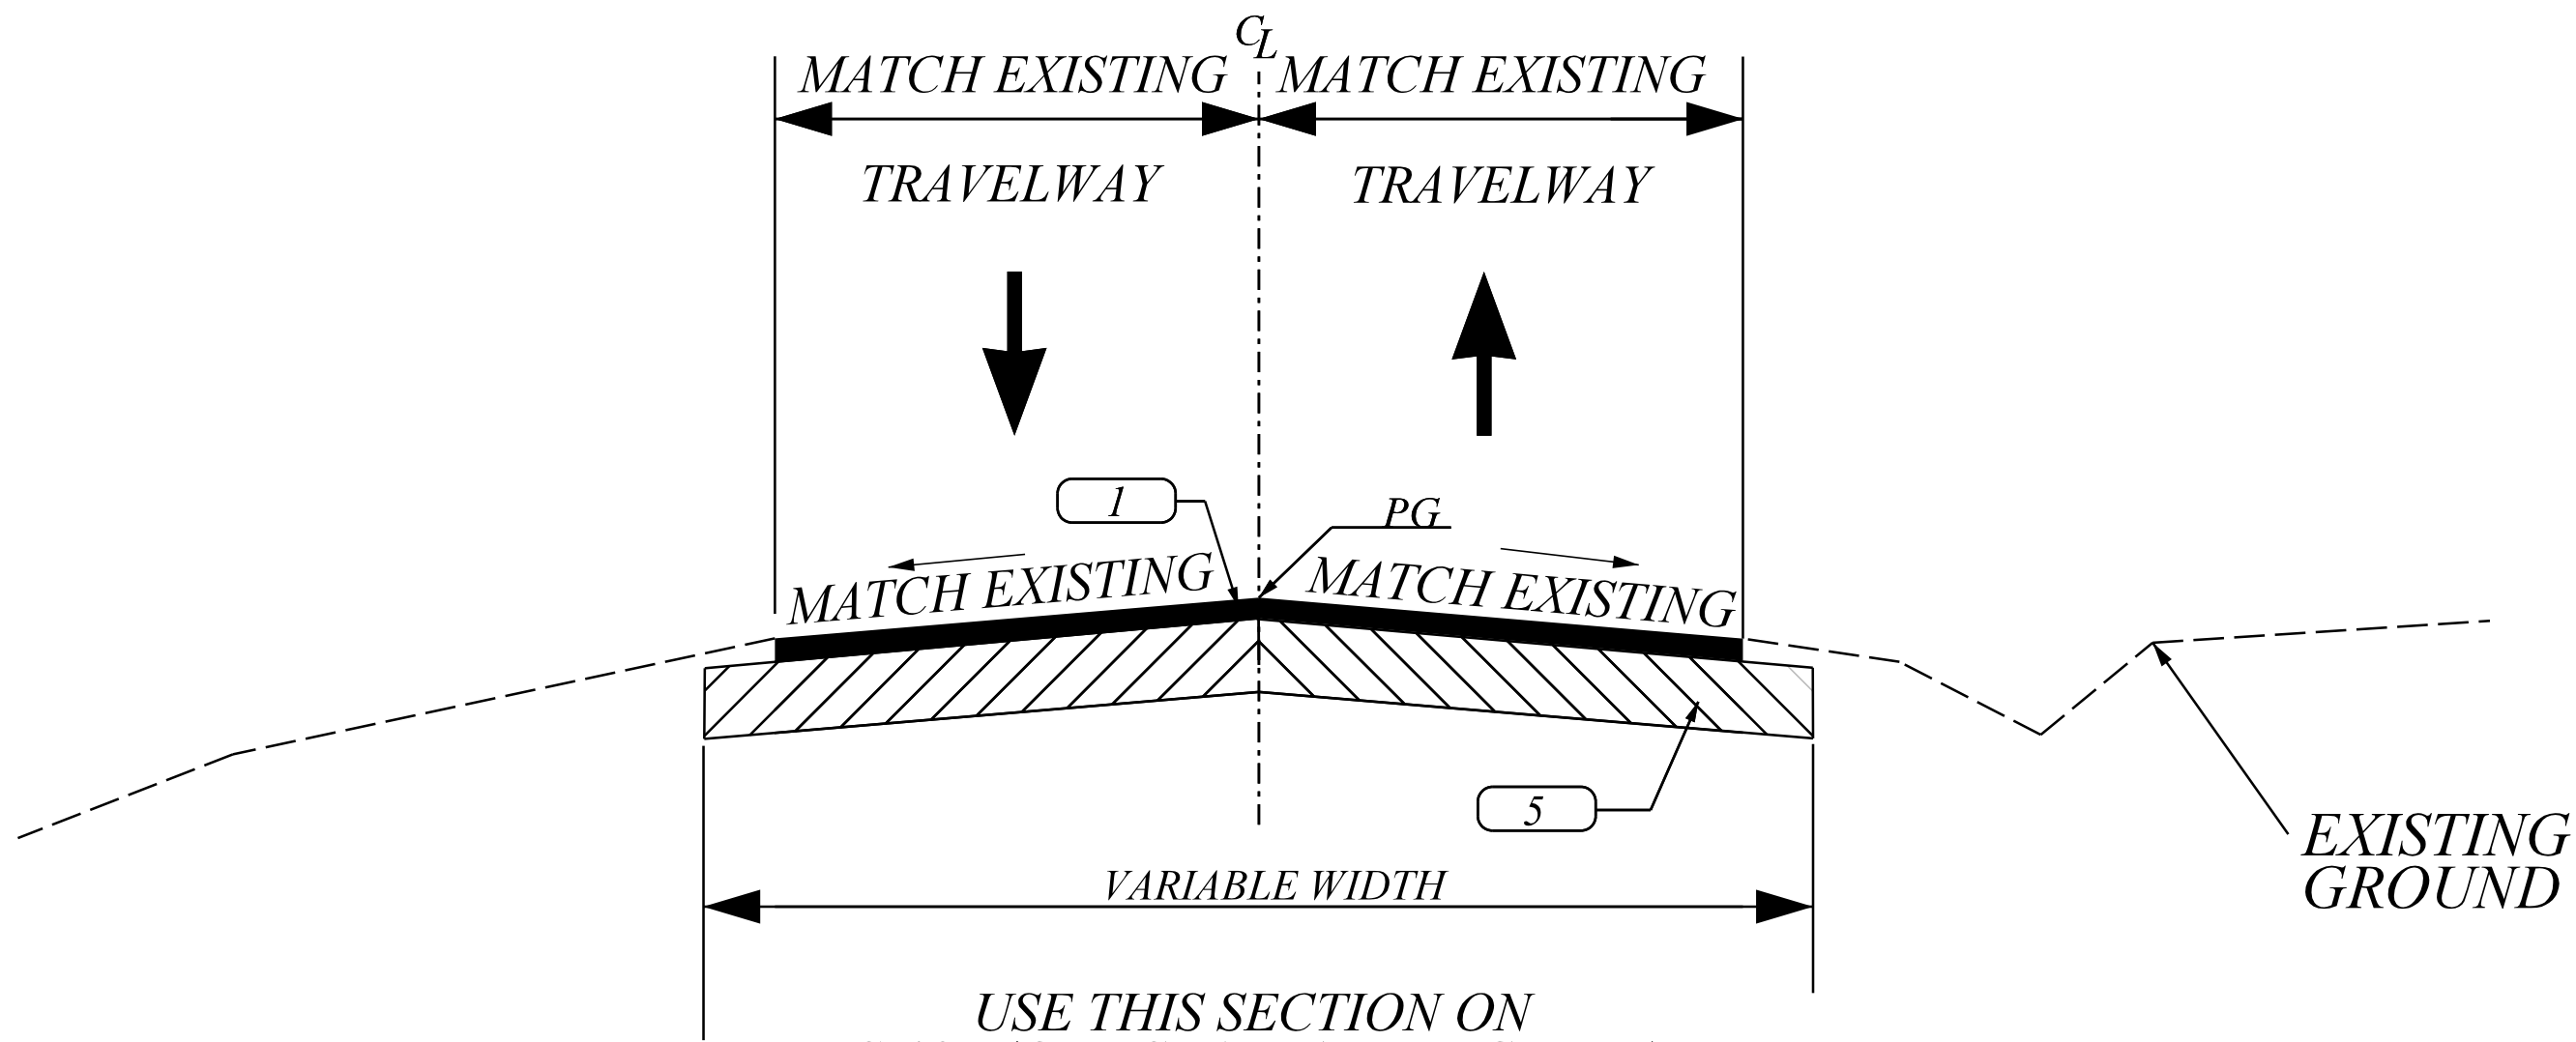 CL
MATCH EXISTING MATCH EXISTING
TRAVELWAY TRAVELWAY
1
PG
MATCH EXISTING MATCH EXISTING
5
EXISTING
GROUND
VARIABLE WIDTH
USE THIS SECTION ON